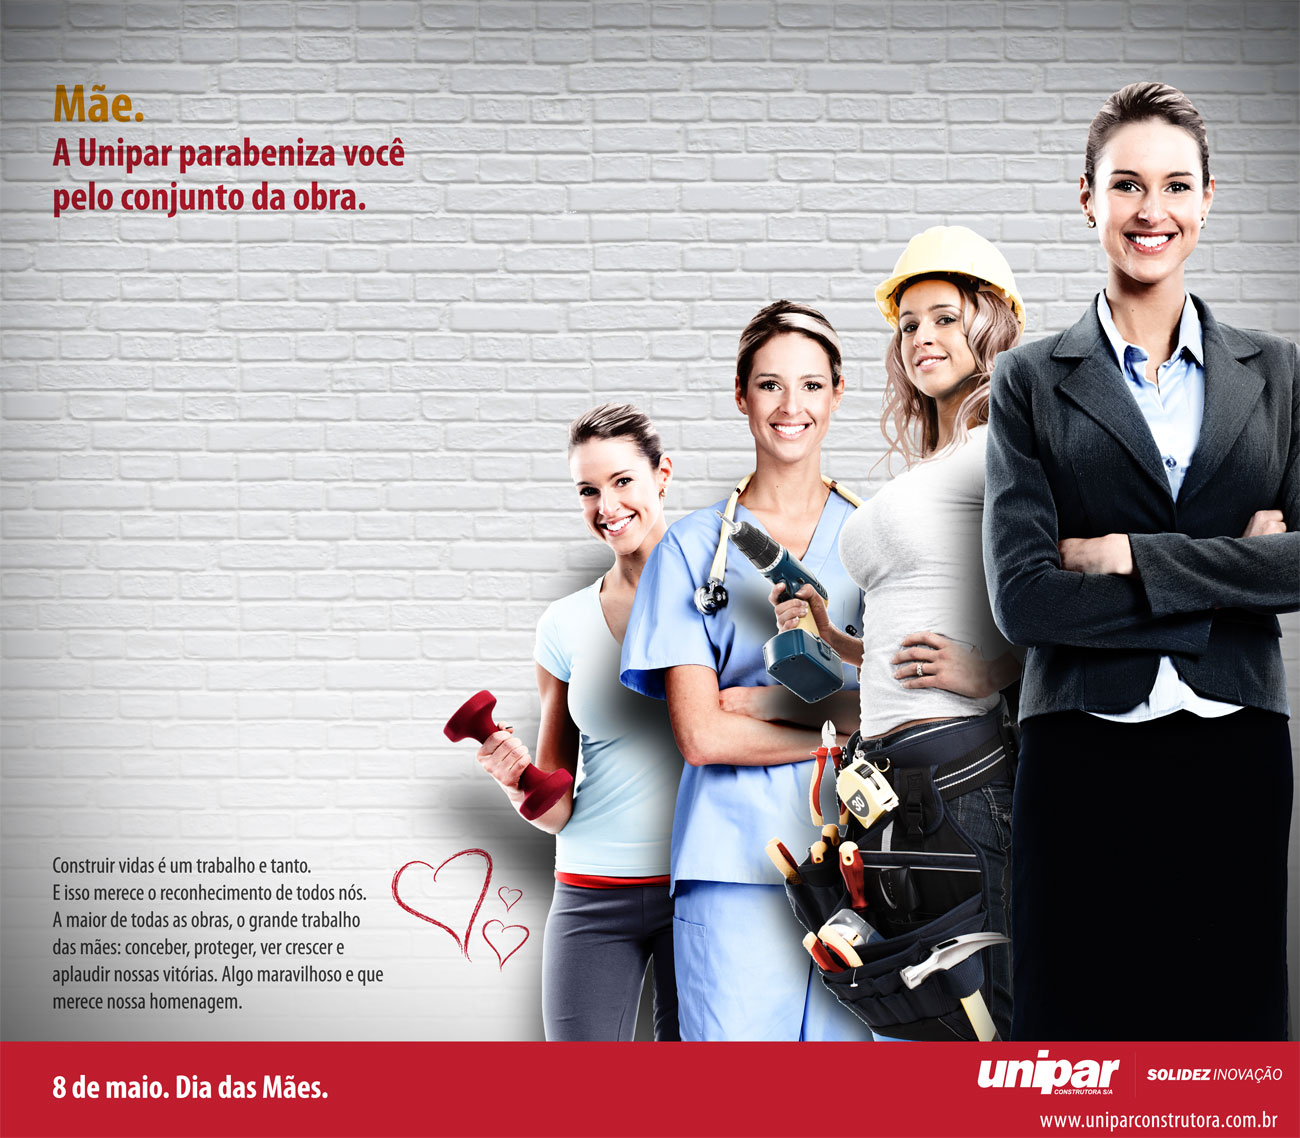 Mãe.
A Unipar parabeniza você
pelo conjunto da obra.
Construir vidas é um trabalho e tanto.
E isso merece o reconhecimento de todos nós.
A maior de todas as obras, o grande trabalho
das mães: conceber, proteger, ver crescer e
aplaudir nossas vitórias. Algo maravilhoso e que
merece nossa homenagem.
8 de maio. Dia das Mães.
unipar
CONSTRUTORA S/A
SOLIDEZ INOVAÇÃO
www.uniparconstrutora.com.br
30'